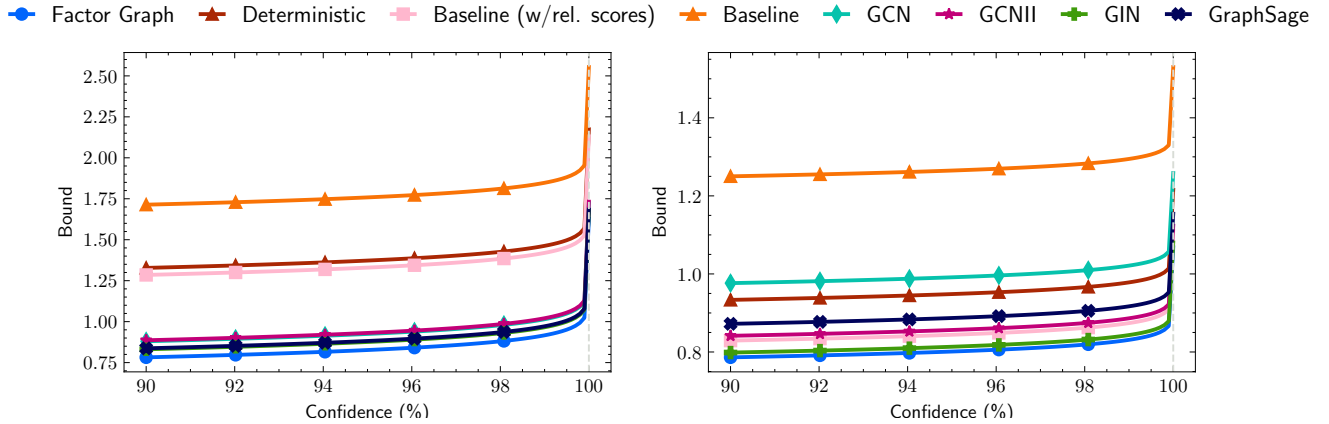 Factor Graph Deterministic Baseline (w/rel. scores) Baseline GCN GCNII GIN GraphSage
2.50
2.25
2.00
1.75
1.50
1.25
1.00
0.75
Bound
90 92 94 96 98 100
Confidence (%)
1.4
1.2
1.0
0.8
Bound
90 92 94 96 98 100
Confidence (%)